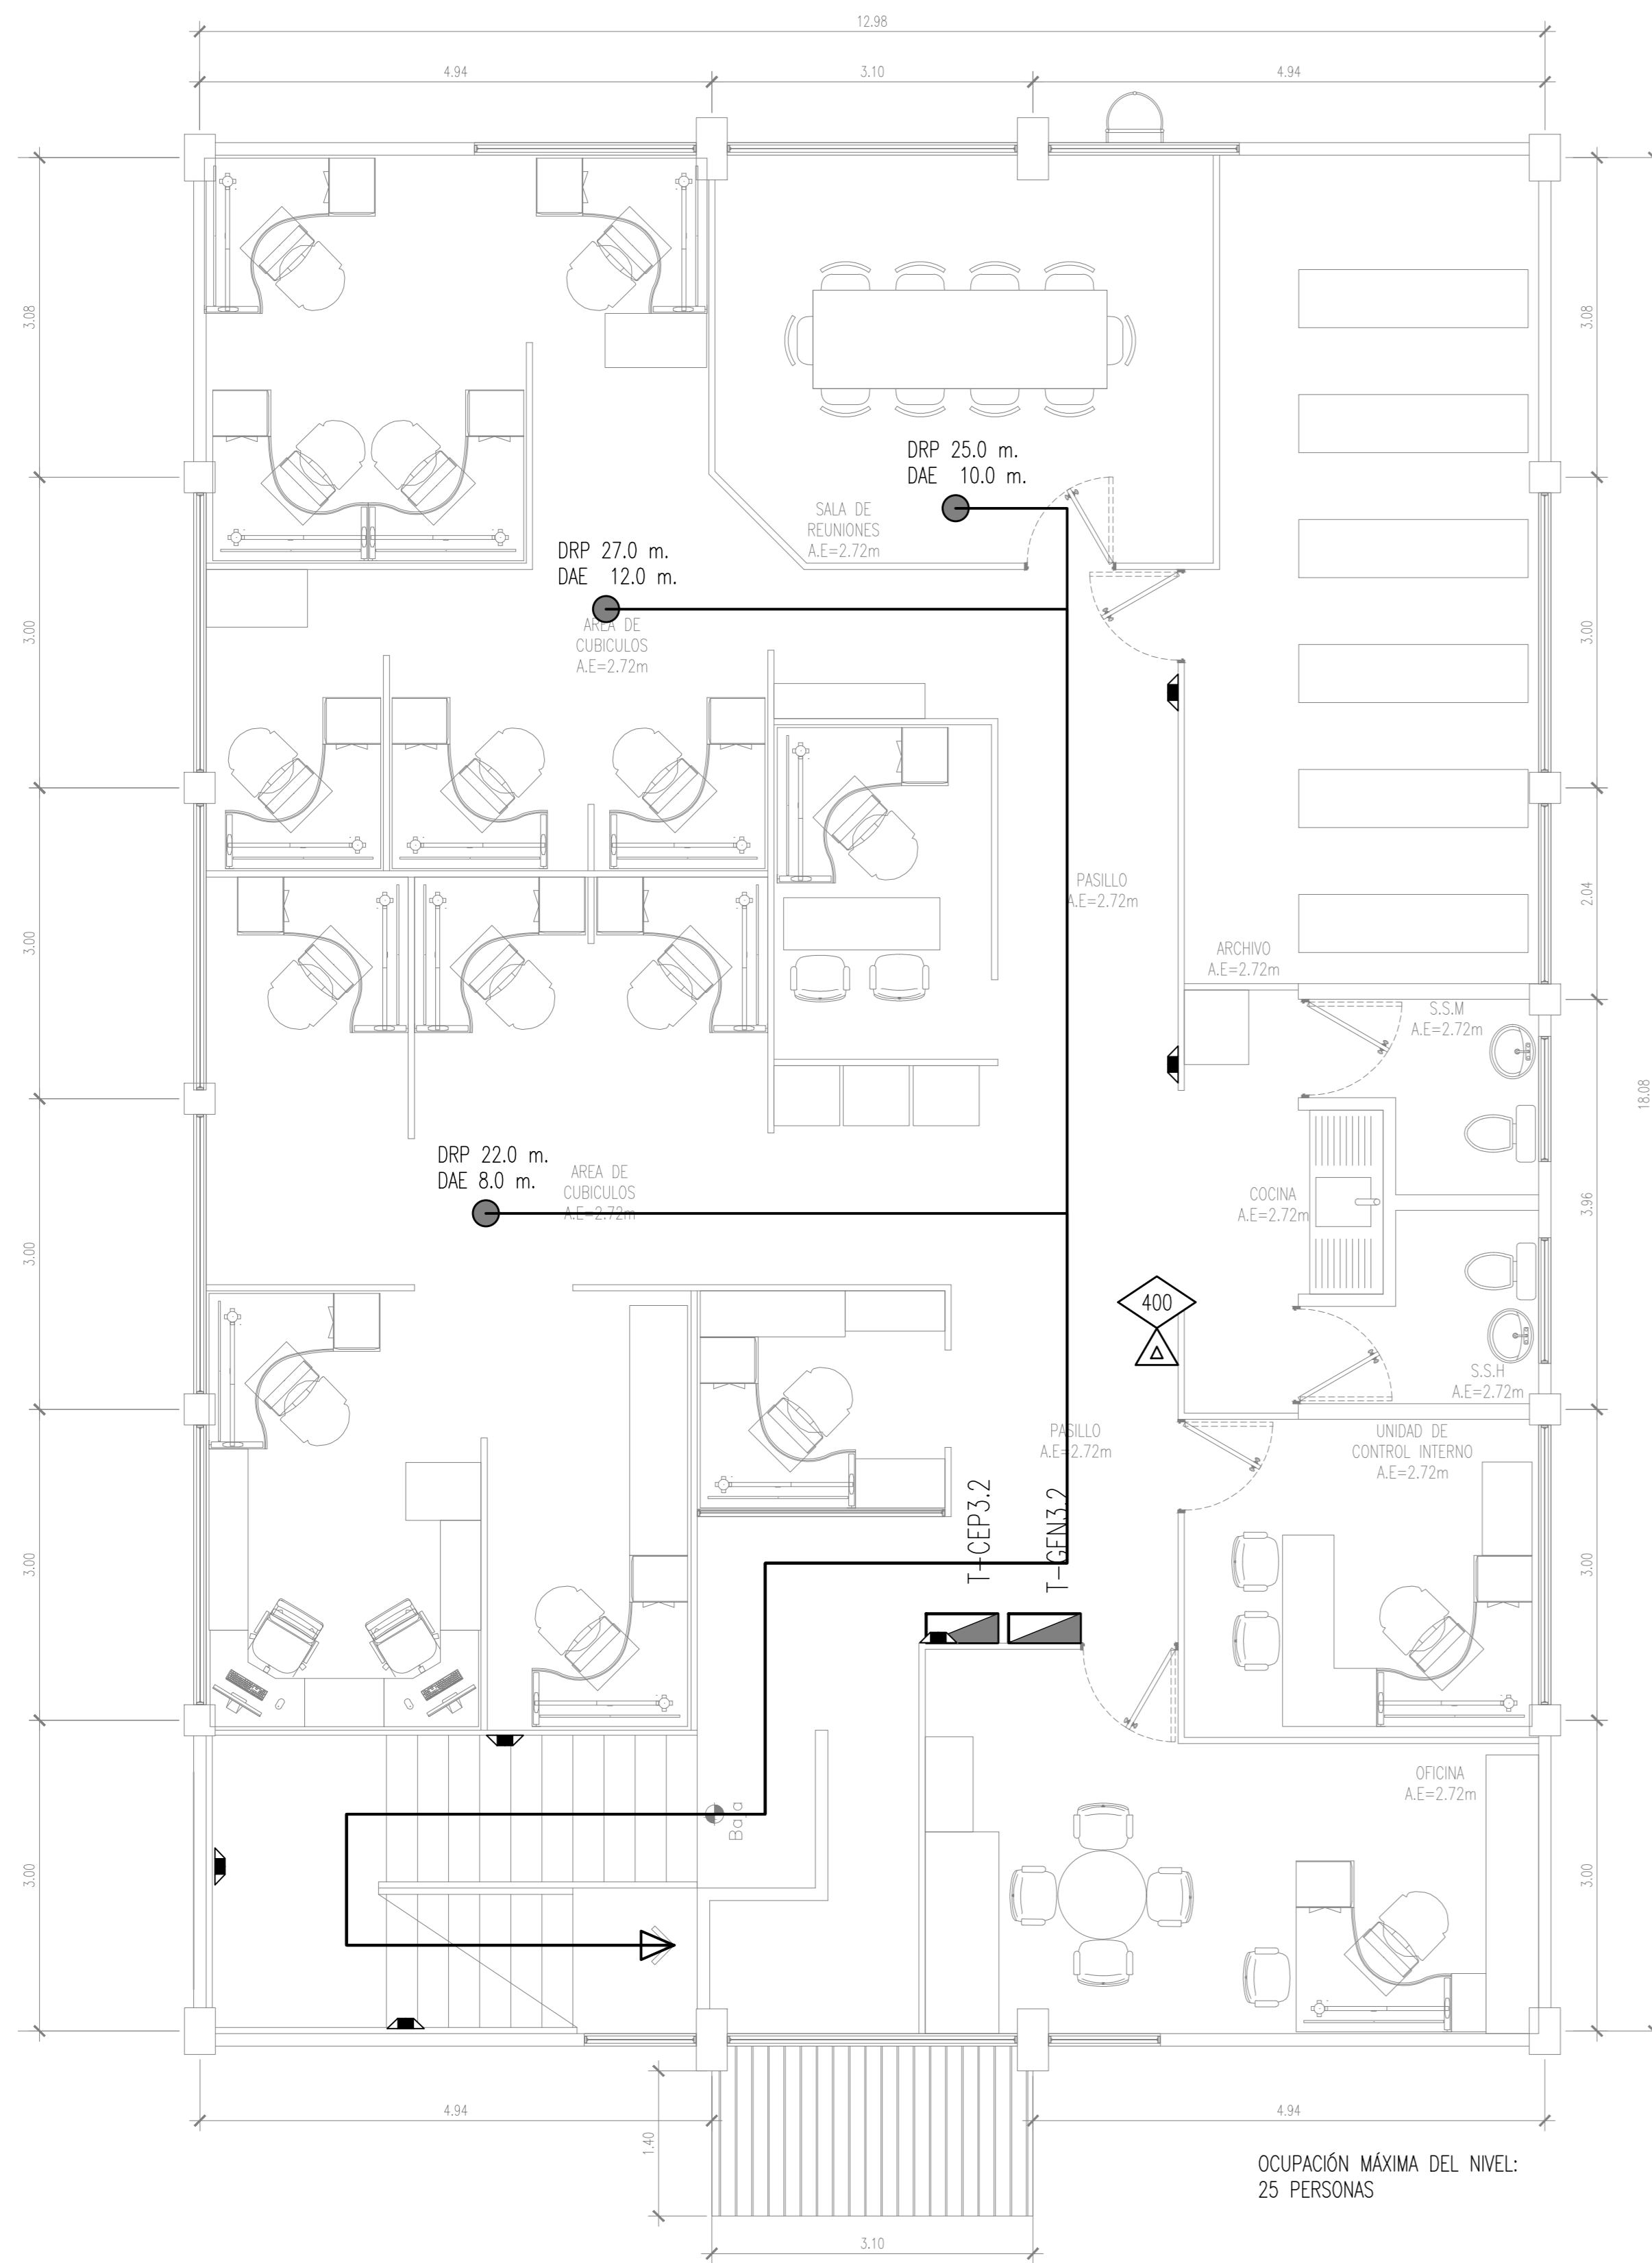 12.98
4.94
3.10
4.94
3.08
3.08
DRP 25.0 m.
DAE 10.0 m.
SALA DE
REUNIONES
A.E=2.72m
DRP 27.0 m.
DAE 12.0 m.
AREA DE
CUBICULOS
A.E=2.72m
3.00
3.00
PASILLO
A.E=2.72m
2.04
3.00
ARCHIVO
A.E=2.72m
S.S.M
A.E=2.72m
18.08
DRP 22.0 m.
DAE 8.0 m.
AREA DE
CUBICULOS
A.E=2.72m
COCINA
A.E=2.72m
3.96
3.00
400
S.S.H
A.E=2.72m
PASILLO
A.E=2.72m
UNIDAD DE
CONTROL INTERNO
A.E=2.72m
T-CEP3.2
T-GEN3.2
3.00
3.00
OFICINA
A.E=2.72m
Baja
3.00
3.00
4.94
4.94
1.40
OCUPACIÓN MÁXIMA DEL NIVEL:
25 PERSONAS
3.10